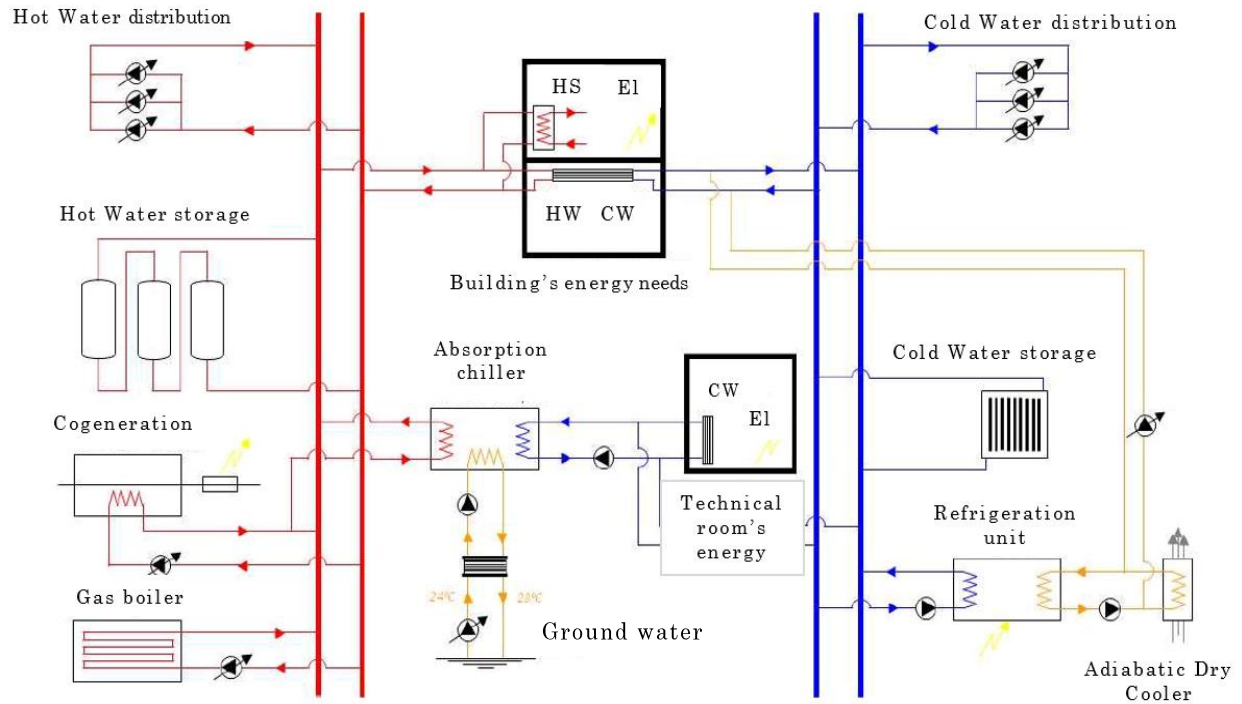 Hot Water distribution
Cold Water distribution
HS El
HW CW
Hot Water storage
Building's energy needs
Absorption
chiller
Cold Water storage
CW
El
Cogeneration
Technical
room's
energy
Refrigeration
unit
Gas boiler
24°C 28°C
Ground water
Adiabatic Dry
Cooler